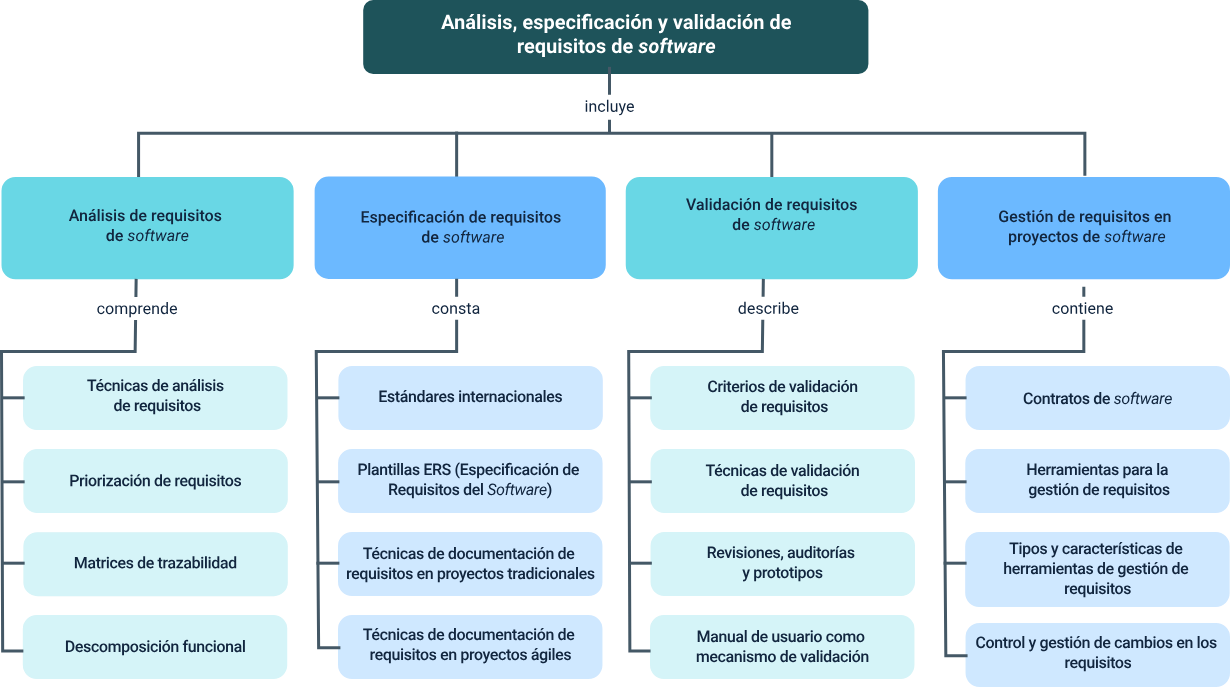 Análisis, especificación y validación de
requisitos de software
incluye
Análisis de requisitos
de software
Especificación de requisitos
de software
Validación de requisitos
de software
Gestión de requisitos en
proyectos de software
comprende
consta
describe
contiene
Técnicas de análisis
de requisitos
Priorización de requisitos
Matrices de trazabilidad
Descomposición funcional
Estándares internacionales
Plantillas ERS (Especificación de
Requisitos del Software)
Técnicas de documentación de
requisitos en proyectos tradicionales
Técnicas de documentación de
requisitos en proyectos ágiles
Criterios de validación
de requisitos
Técnicas de validación
de requisitos
Revisiones, auditorías
y prototipos
Manual de usuario como
mecanismo de validación
Contratos de software
Herramientas para la
gestión de requisitos
Tipos y características de
herramientas de gestión de
requisitos
Control y gestión de cambios en los
requisitos